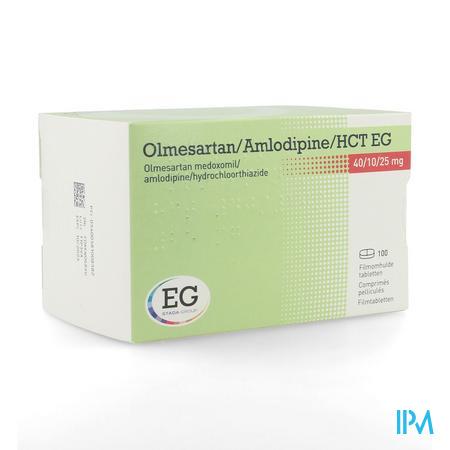 Olmesartan/Amlodipine/HCT EG
40/10/25 mg
Olmesartan medoxomil/
amlodipine/hydrochloorthiazide
100
Filmomhulde
tabletten
Comprimés
pelliculés
Filmtabletten
EG
STADA GROUP
IPM